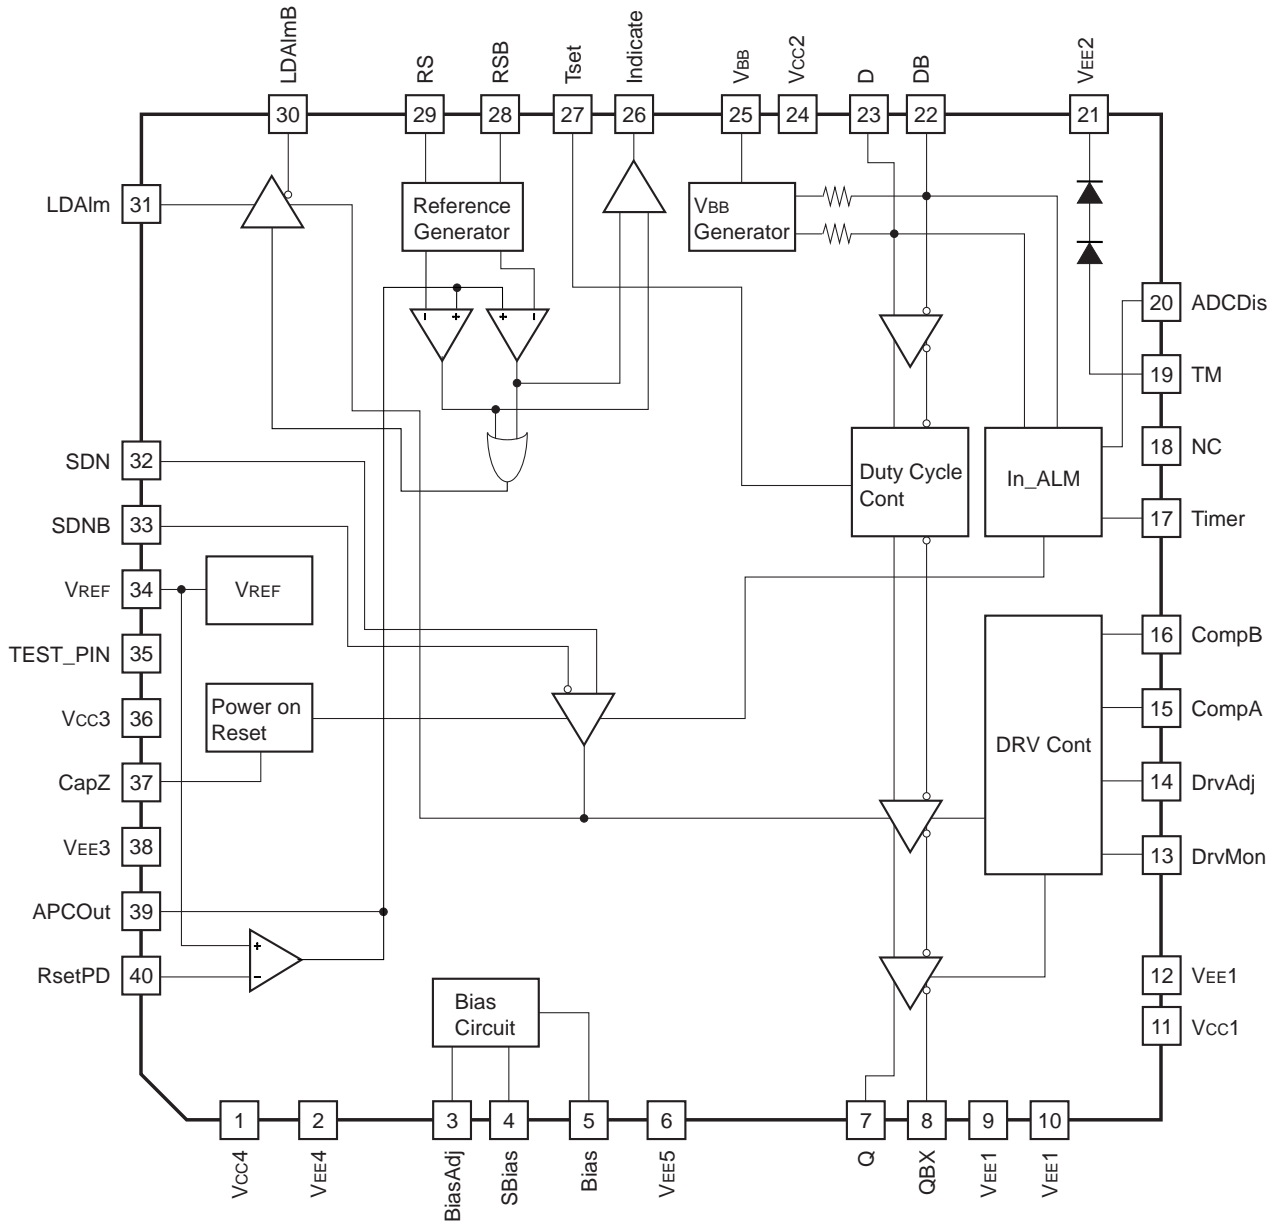 LDAlmB
RS
RSB
Tset
Indicate
VBB
VCC2
D
DB
VEE2
30
29
28
27
26
25
24
23
22
21
LDAlm
31
Reference
Generator
VBB
Generator
20
ADCDis
19
TM
18
NC
17
Timer
SDN
32
SDNB
33
Duty Cycle
Cont
In_ALM
VREF
34
VREF
TEST_PIN
35
16
CompB
VCC3
36
Power on
Reset
15
CompA
DRV Cont
CapZ
37
14
DrvAdj
VEE3
38
13
DrvMon
APCOut
39
RsetPD
40
12
VEE1
Bias
Circuit
11
VCC1
1
2
3
4
5
6
7
8
9
10
VCC4
VEE4
BiasAdj
SBias
Bias
VEE5
Q
QBX
VEE1
VEE1
– +
+ –
+
–